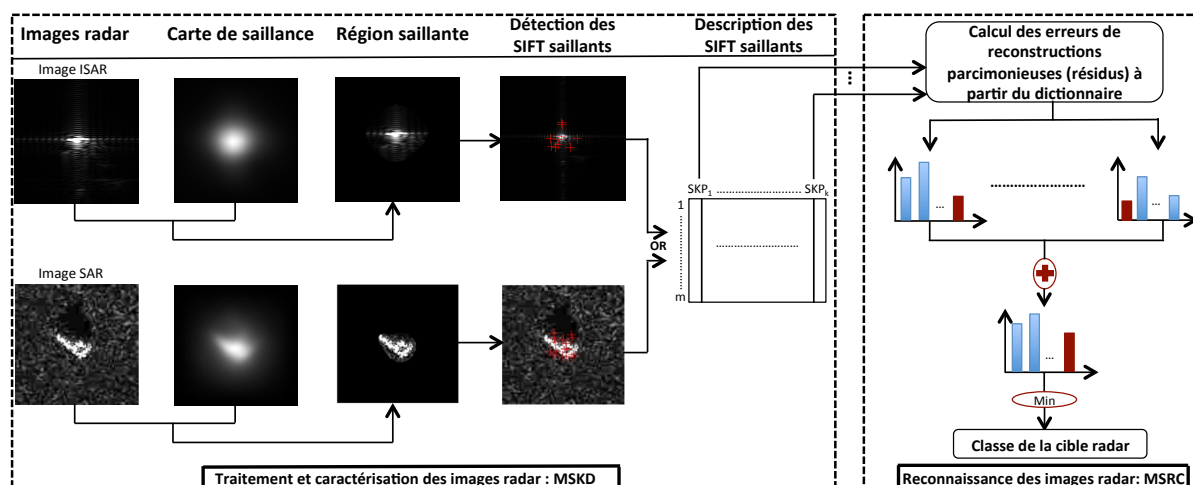 Images radar
Carte de saillance
Région saillante
Détection des
SIFT saillants
Description des
SIFT saillants
Image ISAR
Image SAR
OR
SKP1 ...................... SKPk
1
m
Traitement et caractérisation des images radar : MSKD
Calcul des erreurs de
reconstructions
parcimonieuses (résidus) à
partir du dictionnaire
...
...
...
Min
Classe de la cible radar
Reconnaissance des images radar: MSRC